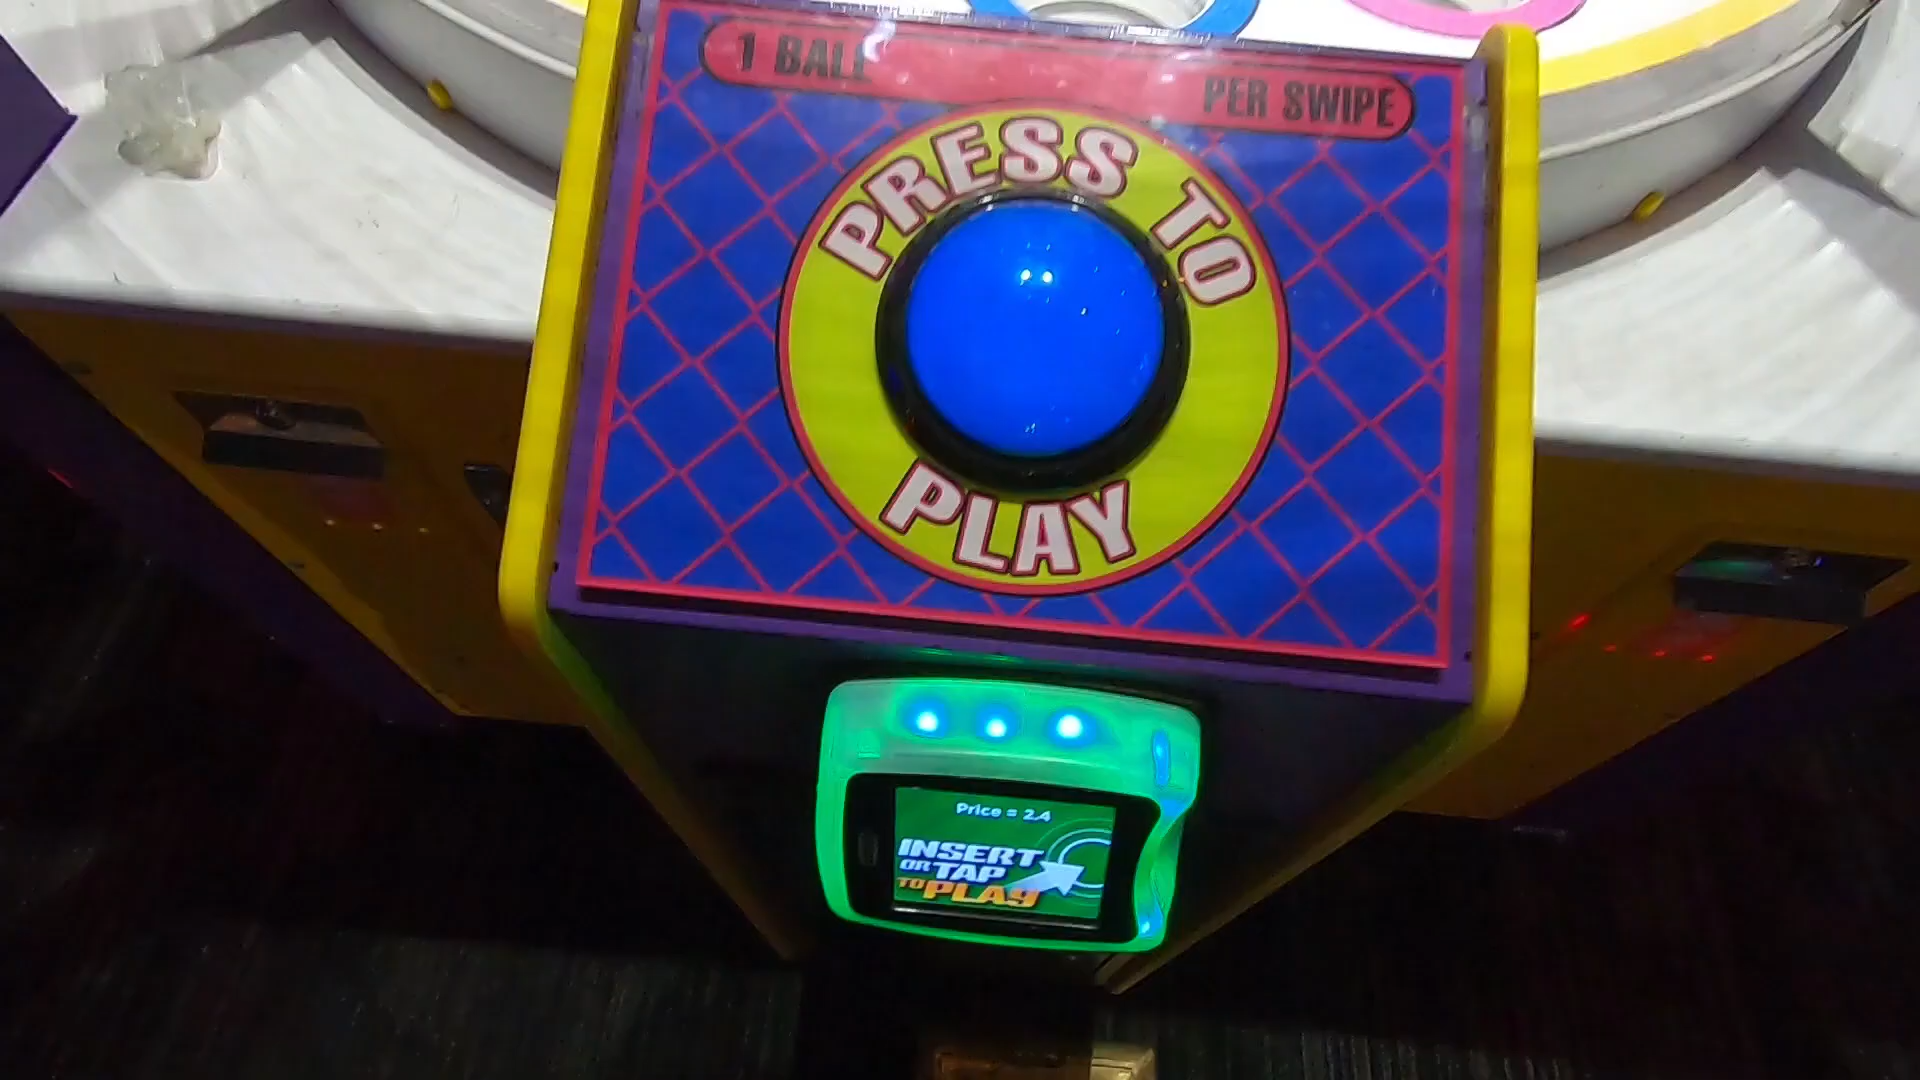 1 BALL PER SWIPE
PRESS TO
PLAY
Price = 2.4
INSERT
OR TAP
TO PLAY